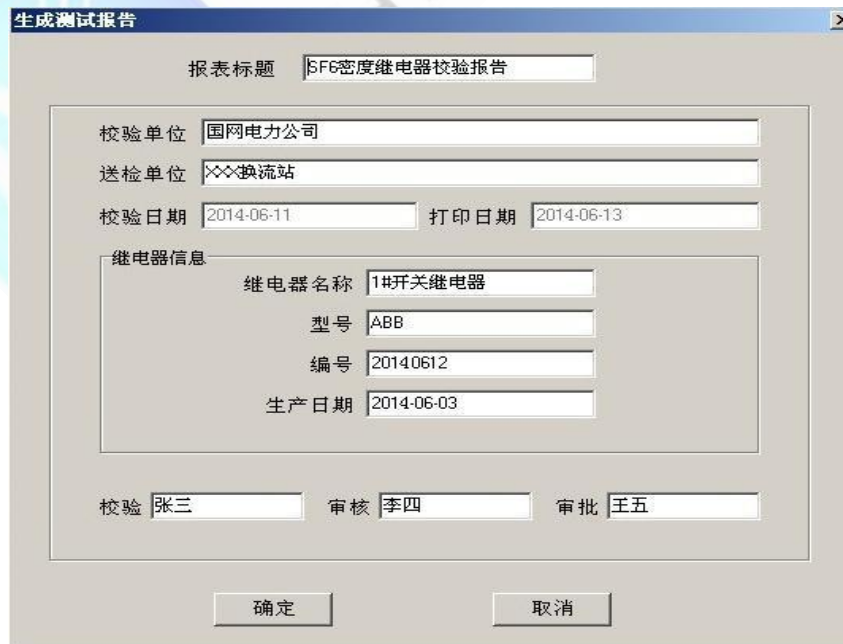 生成测试报告
报表标题 SF6密度继电器校验报告
校验单位 国网电力公司
送检单位 XXX换流站
校验日期 2014-06-11 打印日期 2014-06-13
继电器信息
继电器名称 1#开关继电器
型号 ABB
编号 20140612
生产日期 2014-06-03
校验 张三 审核 李四 审批 王五
确定 取消